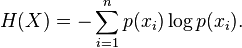 H(X) = -\sum_{i=1}^{n} p(x_i) \log p(x_i).